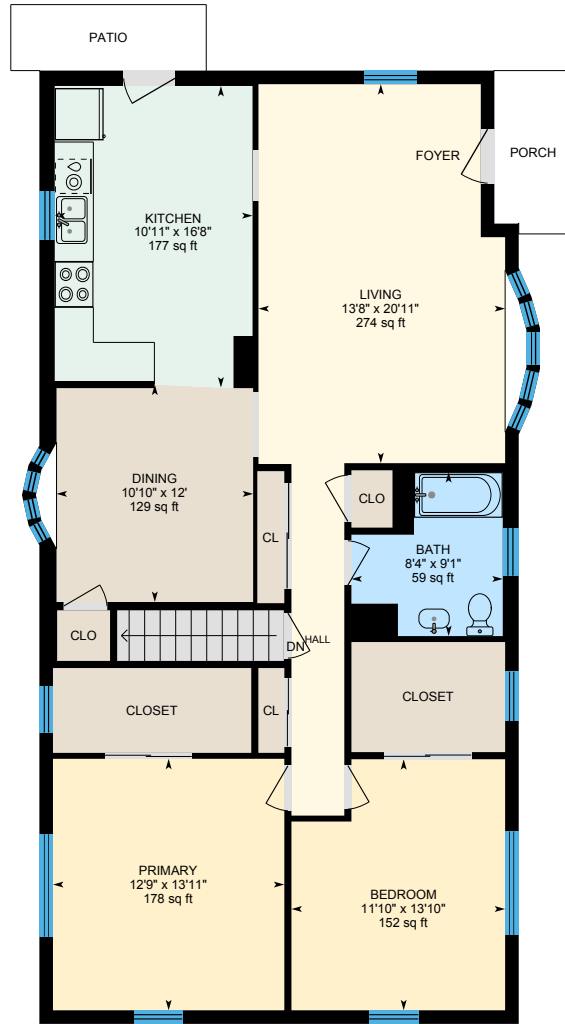 PATIO
FOYER
PORCH
KITCHEN
10'11" x 16'8"
177 sq ft
LIVING
13'8" x 20'11"
274 sq ft
DINING
10'10" x 12'
129 sq ft
CLO
CL
BATH
8'4" x 9'1"
59 sq ft
CLO
DN
HALL
CLOSET
CL
CLOSET
PRIMARY
12'9" x 13'11"
178 sq ft
BEDROOM
11'10" x 13'10"
152 sq ft